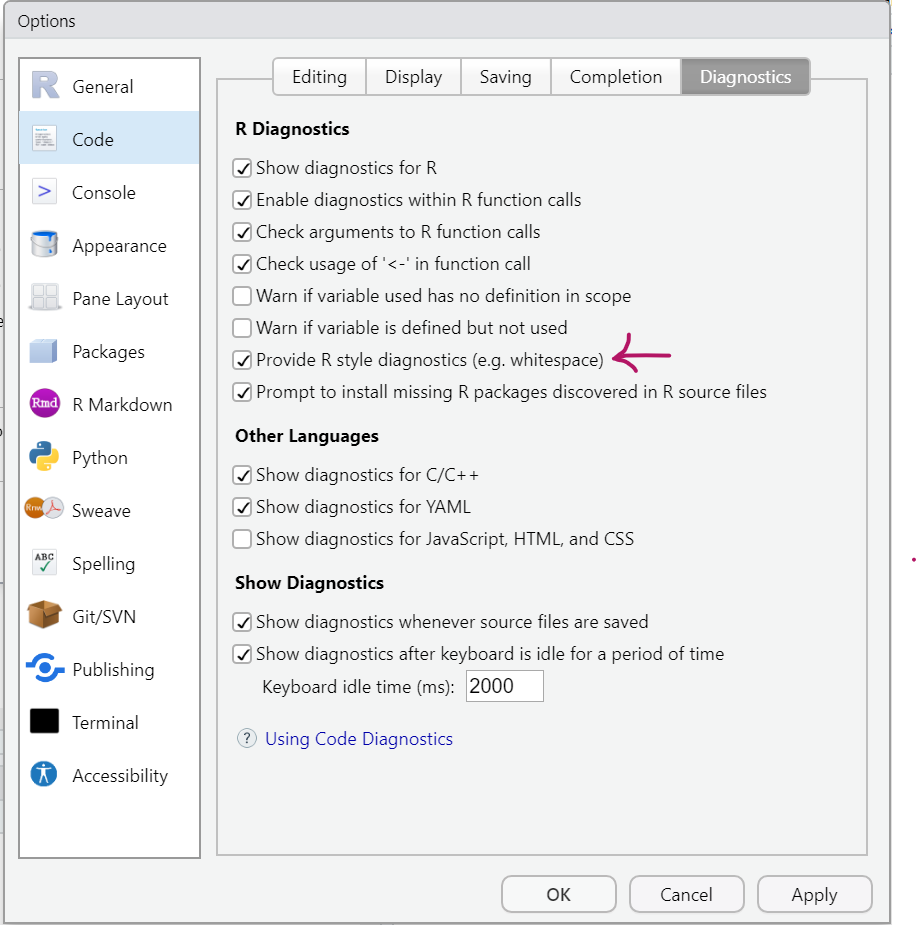 Options
General
Code
Console
Appearance
Pane Layout
Packages
Rmd R Markdown
Python
Rnw Sweave
ABC Spelling
Git/SVN
Publishing
Terminal
Accessibility
Editing Display Saving Completion Diagnostics
R Diagnostics
Show diagnostics for R
Enable diagnostics within R function calls
Check arguments to R function calls
Check usage of '<-' in function call
Warn if variable used has no definition in scope
Warn if variable is defined but not used
Provide R style diagnostics (e.g. whitespace)
Prompt to install missing R packages discovered in R source files
Other Languages
Show diagnostics for C/C++
Show diagnostics for YAML
Show diagnostics for JavaScript, HTML, and CSS
Show Diagnostics
Show diagnostics whenever source files are saved
Show diagnostics after keyboard is idle for a period of time
Keyboard idle time (ms): 2000
? Using Code Diagnostics
OK Cancel Apply